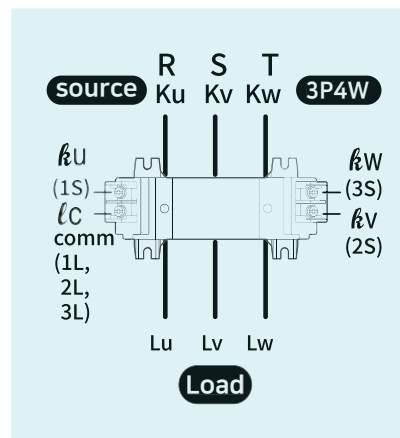 R S T
source Ku Kv Kw 3P4W
kU
(1S)
lC
comm
(1L,
2L,
3L)
kW
(3S)
kV
(2S)
Lu Lv Lw
Load